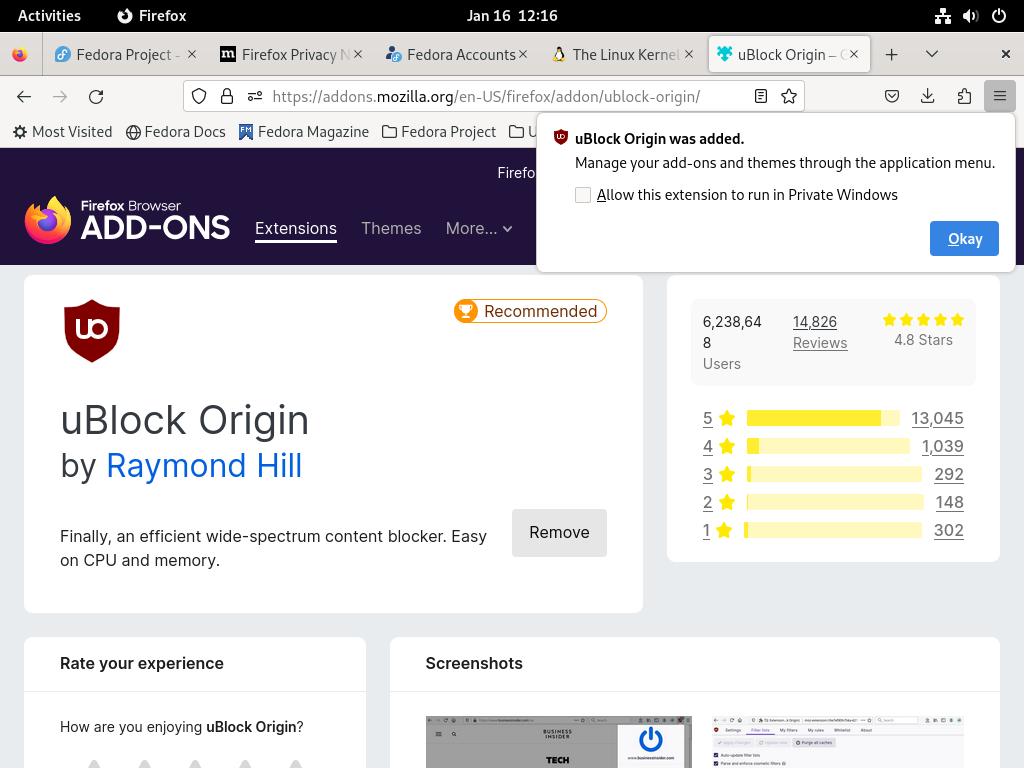 Activities Firefox Jan 16 12:16
Fedora Project - Firefox Privacy N Fedora Accounts The Linux Kernel uBlock Origin – C
https://addons.mozilla.org/en-US/firefox/addon/ublock-origin/
Most Visited Fedora Docs FM Fedora Magazine Fedora Project U
uBlock Origin was added.
Manage your add-ons and themes through the application menu.
Allow this extension to run in Private Windows
Okay
Firefo
Firefox Browser
ADD-ONS
Extensions Themes More...
Recommended
uBlock Origin
by Raymond Hill
Finally, an efficient wide-spectrum content blocker. Easy
on CPU and memory.
Remove
6,238,64
8
Users
14,826
Reviews
4.8 Stars
5 13,045
4 1,039
3 292
2 148
1 302
Rate your experience
How are you enjoying uBlock Origin?
Screenshots
BUSINESS
INSIDER
TECH
www.businessinsider.com
Settings Filter lists My filters My rules Whitelist About
Purge all caches
Auto-update filter lists
Parse and enforce cosmetic filters